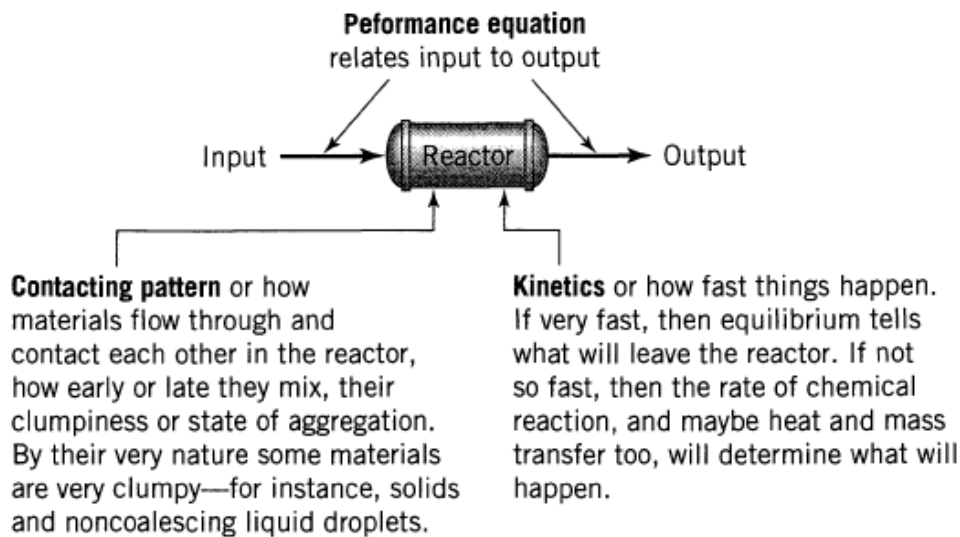 Peformance equation
relates input to output
Input
Reactor
Output
Contacting pattern or how
materials flow through and
contact each other in the reactor,
how early or late they mix, their
clumpiness or state of aggregation.
By their very nature some materials
are very clumpy—for instance, solids
and noncoalescing liquid droplets.
Kinetics or how fast things happen.
If very fast, then equilibrium tells
what will leave the reactor. If not
so fast, then the rate of chemical
reaction, and maybe heat and mass
transfer too, will determine what will
happen.